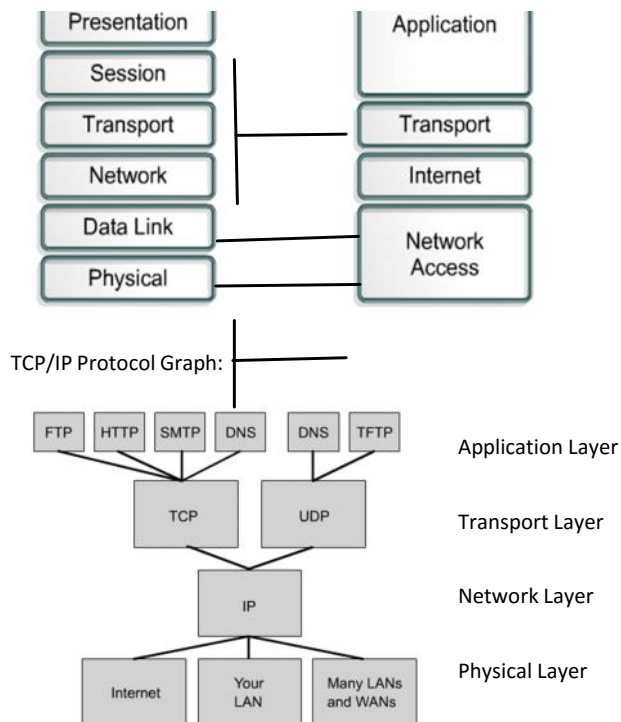 Presentation
Application
Session
Transport
Transport
Network
Internet
Data Link
Network
Access
Physical
TCP/IP Protocol Graph:
FTP HTTP SMTP DNS DNS TFTP
Application Layer
TCP UDP
Transport Layer
IP
Network Layer
Internet
Your
LAN
Many LANs
and WANs
Physical Layer